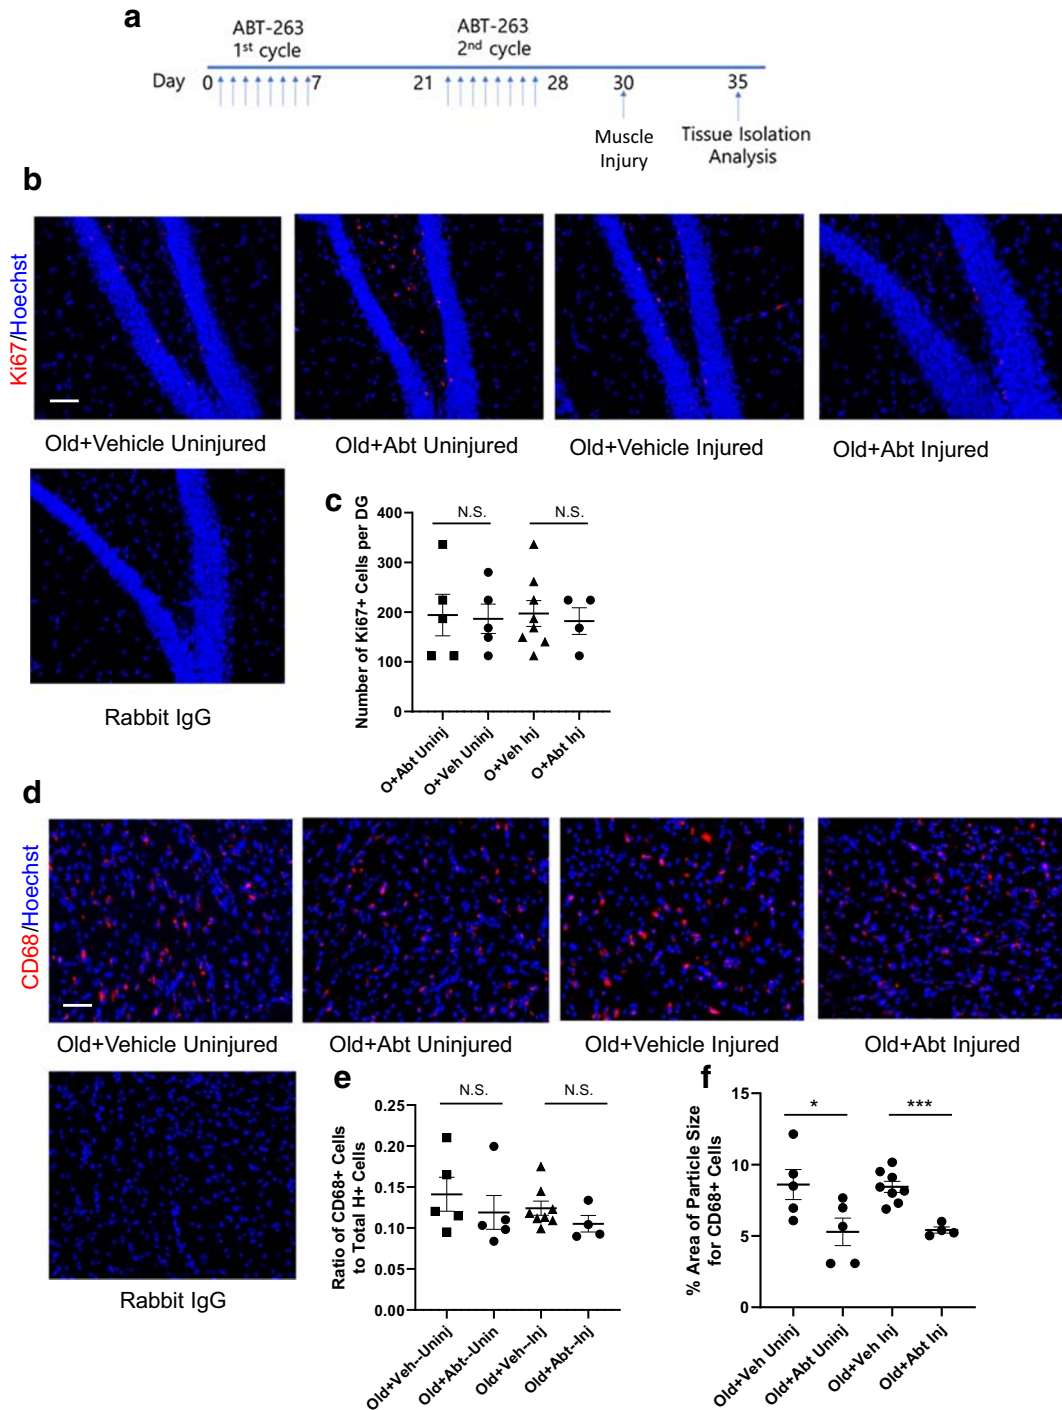 a
ABT-263
1st cycle
ABT-263
2nd cycle
Day 0 7 21 28 30 35
Muscle
Injury
Tissue Isolation
Analysis
b
Ki67/Hoechst
Old+Vehicle Uninjured
Old+Abt Uninjured
Old+Vehicle Injured
Old+Abt Injured
Rabbit IgG
c
Number of Ki67+ Cells per DG
400
300
200
100
0
N.S.
N.S.
O+Abt Uninj
O+Veh Uninj
O+Veh Inj
O+Abt Inj
d
CD68/Hoechst
Old+Vehicle Uninjured
Old+Abt Uninjured
Old+Vehicle Injured
Old+Abt Injured
Rabbit IgG
e
Ratio of CD68+ Cells
to Total H+ Cells
0.25
0.20
0.15
0.10
0.05
0.00
N.S.
N.S.
Old+Veh--Uninj
Old+Abt--Unin
Old+Veh--Inj
Old+Abt--Inj
f
% Area of Particle Size
for CD68+ Cells
15
10
5
0
*
***
Old+Veh Uninj
Old+Abt Uninj
Old+Veh Inj
Old+Abt Inj